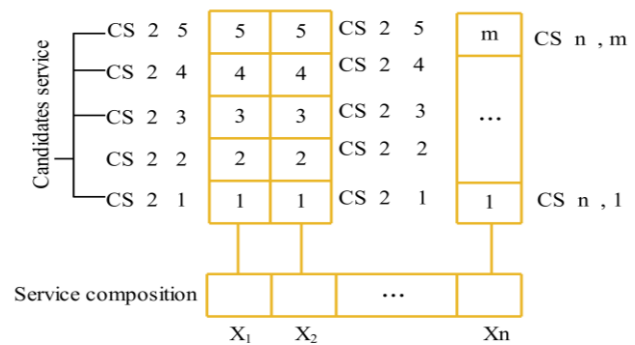 Candidates service
CS 2 5 5 5 CS 2 5 m CS n , m
CS 2 4 4 4 CS 2 4
CS 2 3 3 3 CS 2 3 ...
CS 2 2 2 2 CS 2 2
CS 2 1 1 1 CS 2 1 1 CS n , 1
Service composition ...
X₁ X₂ Xn